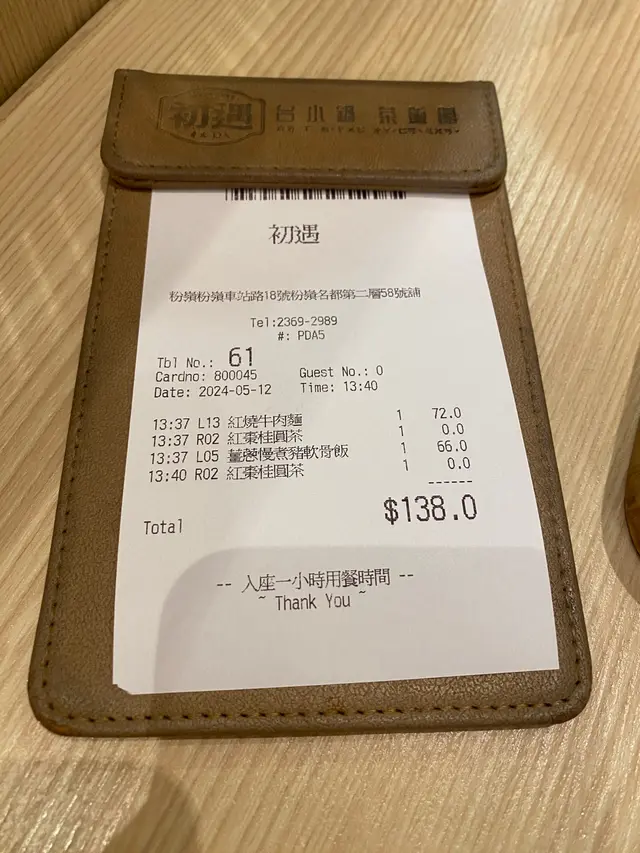 初遇
台小鍋 茶
初遇
粉嶺粉嶺車站路18號粉嶺名都第二層58號舖
Tel:2369-2989
#: PDA5
Tbl No.: 61
Cardno: 800045 Guest No.: 0
Date: 2024-05-12 Time: 13:40
13:37 L13 紅燒牛肉麵 1 72.0
13:37 R02 紅棗桂圓茶 1 0.0
13:37 L05 薑蔥慢煮豬軟骨飯 1 66.0
13:40 R02 紅棗桂圓茶 1 0.0
------
Total $138.0
-- 入座一小時用餐時間 --
~ Thank You ~